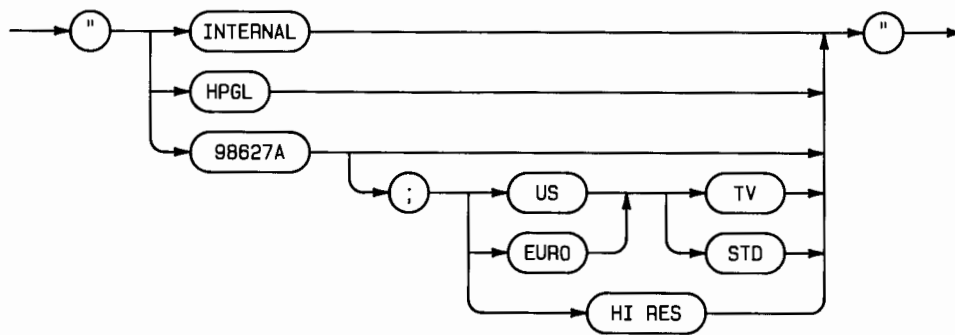 " INTERNAL "
HPGL
98627A
; US TV
EURO STD
HI RES